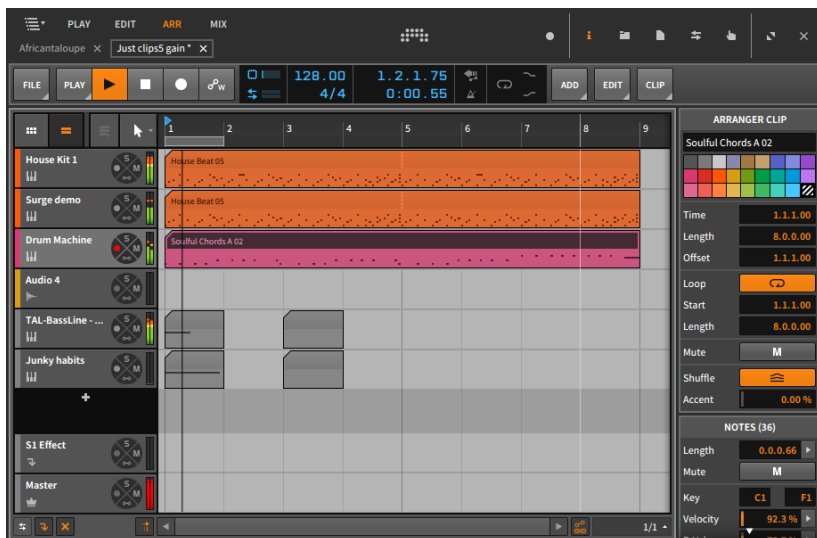 PLAY EDIT ARR MIX
Africantaloupe × Just clips5 gain * ×
FILE PLAY 128.00 1.2.1.75 ADD EDIT CLIP
4/4 0:00.55
W
1 2 3 4 5 6 7 8 9
House Kit 1 S M House Beat 05
Surge demo S M House Beat 05
Drum Machine S M Soulful Chords A 02
Audio 4 S M
TAL-BassLine - ... S M
Junky habits S M
+
S1 Effect S M
Master S M
1/1
ARRANGER CLIP
Soulful Chords A 02
Time 1.1.1.00
Length 8.0.0.00
Offset 1.1.1.00
Loop
Start 1.1.1.00
Length 8.0.0.00
Mute M
Shuffle
Accent 0.00 %
NOTES (36)
Length 0.0.0.66
Mute M
Key C1 F1
Velocity 92.3 %